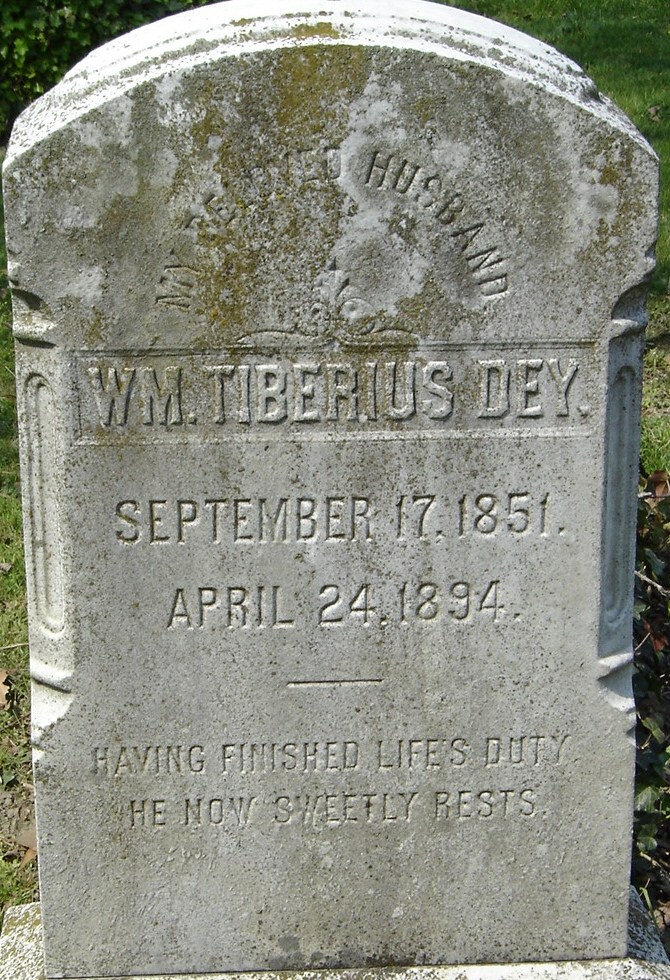 MY BELOVED HUSBAND
WM. TIBERIUS DEY.
SEPTEMBER 17, 1851.
APRIL 24, 1894.
HAVING FINISHED LIFE'S DUTY
HE NOW SWEETLY RESTS.